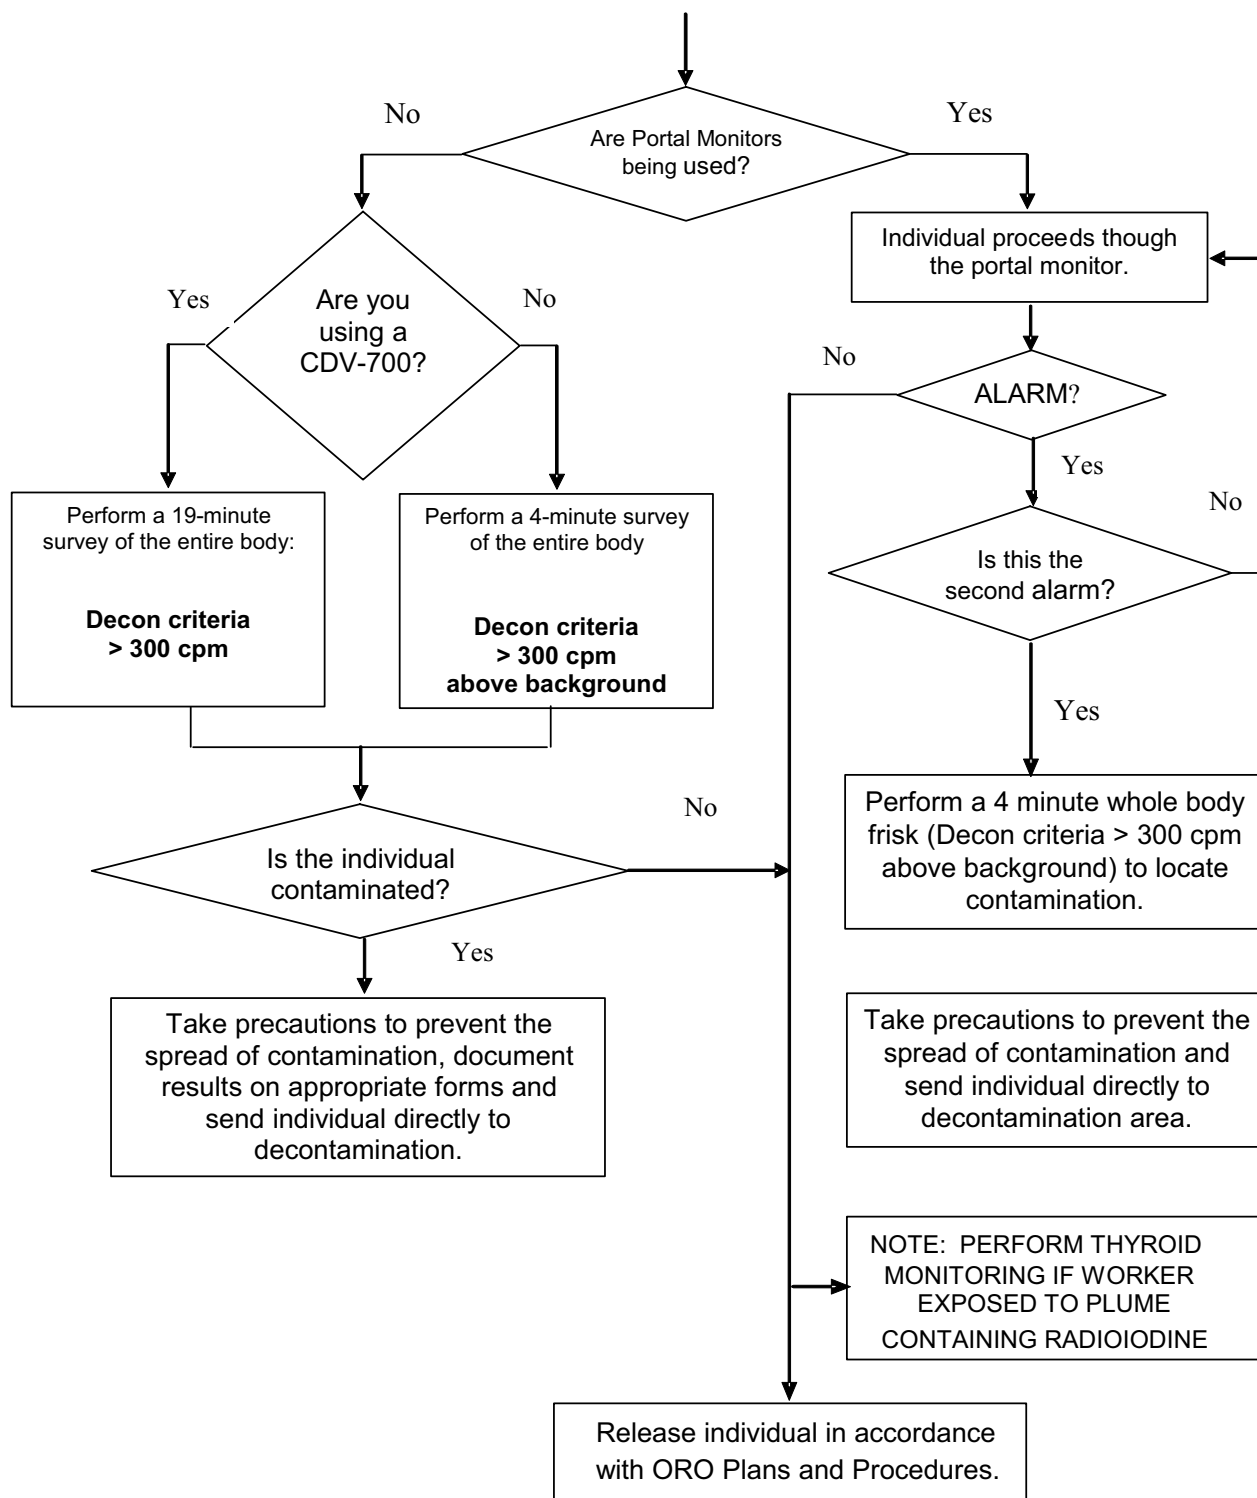 No
Yes
Are Portal Monitors
being used?
Individual proceeds though
the portal monitor.
Yes
No
Are you
using a
CDV-700?
No
ALARM?
Yes
No
Is this the
second alarm?
Perform a 19-minute
survey of the entire body:
Decon criteria
> 300 cpm
Perform a 4-minute survey
of the entire body
Decon criteria
> 300 cpm
above background
Yes
Perform a 4 minute whole body
frisk (Decon criteria > 300 cpm
above background) to locate
contamination.
No
Is the individual
contaminated?
Yes
Take precautions to prevent the
spread of contamination, document
results on appropriate forms and
send individual directly to
decontamination.
Take precautions to prevent the
spread of contamination and
send individual directly to
decontamination area.
NOTE: PERFORM THYROID
MONITORING IF WORKER
EXPOSED TO PLUME
CONTAINING RADIOIODINE
Release individual in accordance
with ORO Plans and Procedures.